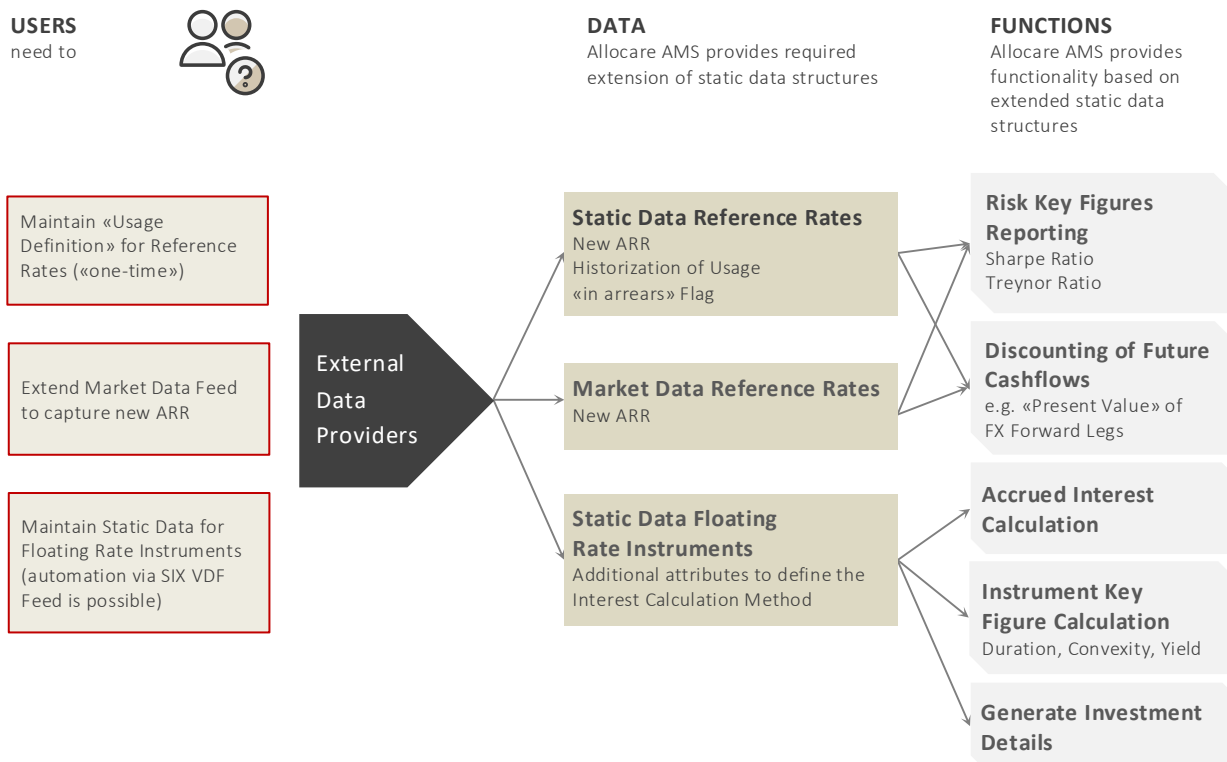 USERS
need to
DATA
Allocare AMS provides required
extension of static data structures
FUNCTIONS
Allocare AMS provides
functionality based on
extended static data
structures
Maintain «Usage
Definition» for Reference
Rates («one-time»)
Extend Market Data Feed
to capture new ARR
Maintain Static Data for
Floating Rate Instruments
(automation via SIX VDF
Feed is possible)
External
Data
Providers
Static Data Reference Rates
New ARR
Historization of Usage
«in arrears» Flag
Market Data Reference Rates
New ARR
Static Data Floating
Rate Instruments
Additional attributes to define the
Interest Calculation Method
Risk Key Figures
Reporting
Sharpe Ratio
Treynor Ratio
Discounting of Future
Cashflows
e.g. «Present Value» of
FX Forward Legs
Accrued Interest
Calculation
Instrument Key
Figure Calculation
Duration, Convexity, Yield
Generate Investment
Details